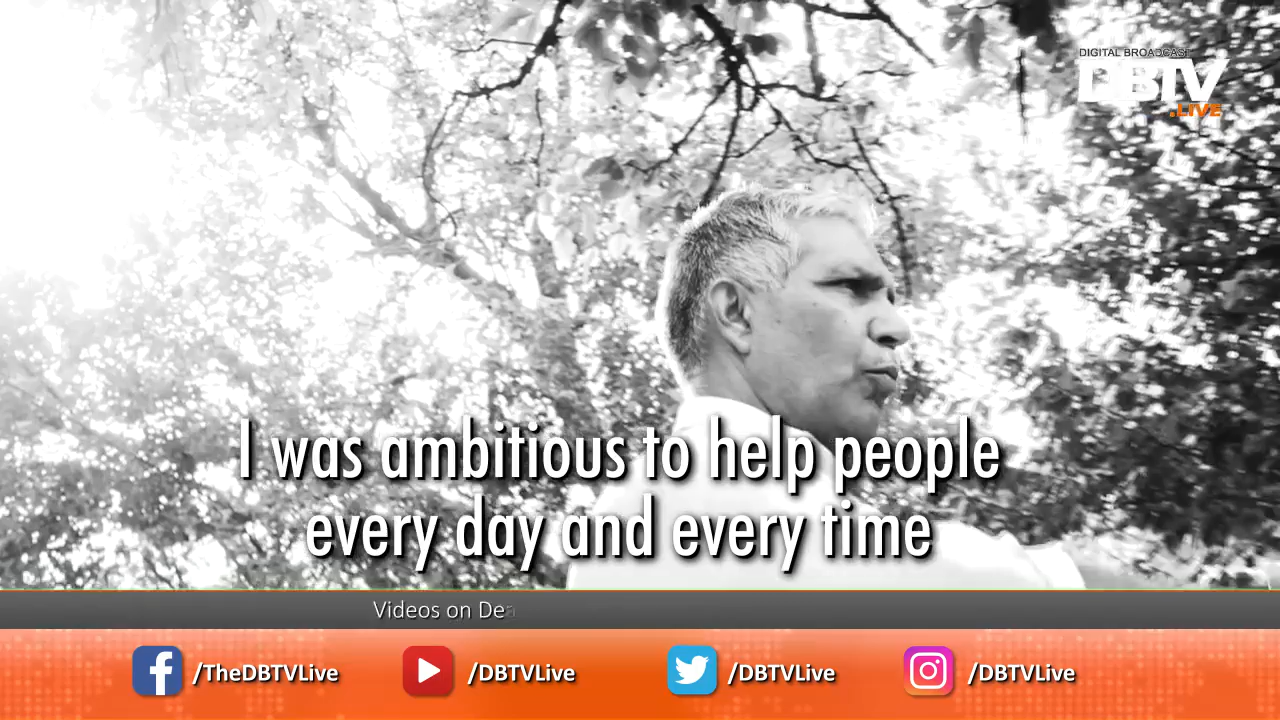 DIGITAL BROADCAST
DBTV
.LIVE
I was ambitious to help people
every day and every time
Videos on De
/TheDBTVLive
/DBTVLive
/DBTVLive
/DBTVLive